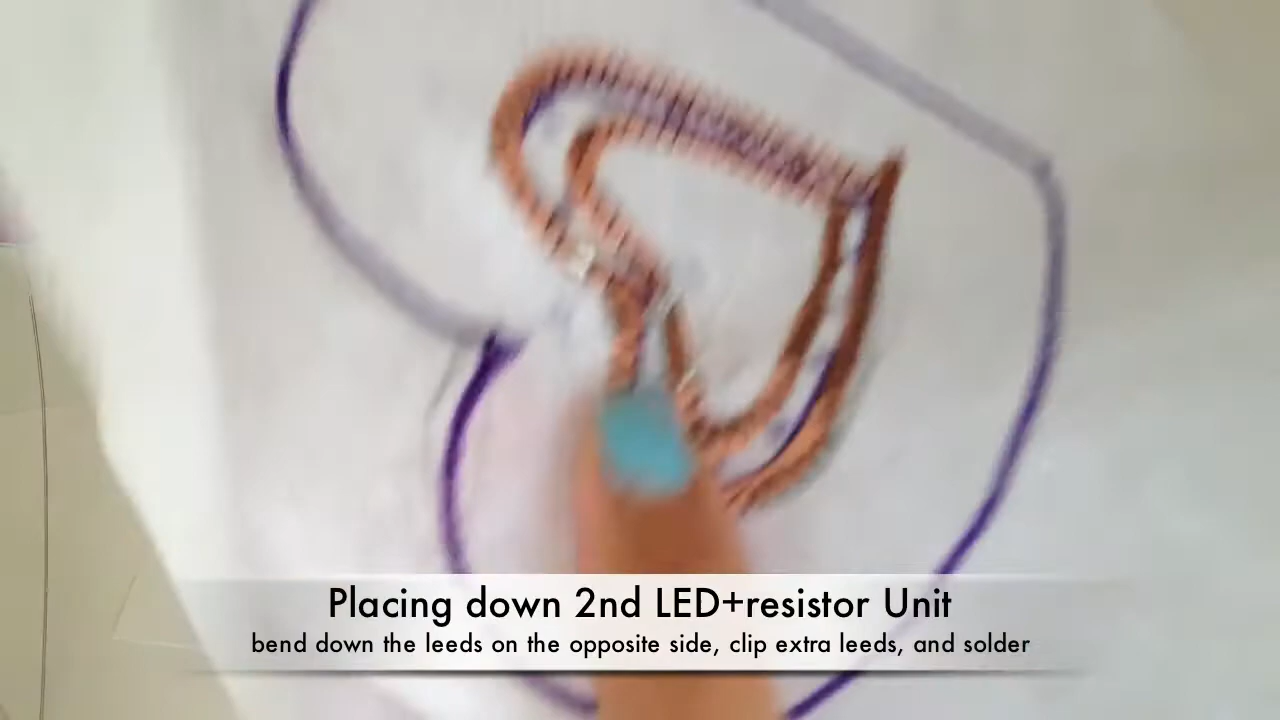 Placing down 2nd LED+resistor Unit
bend down the leeds on the opposite side, clip extra leeds, and solder